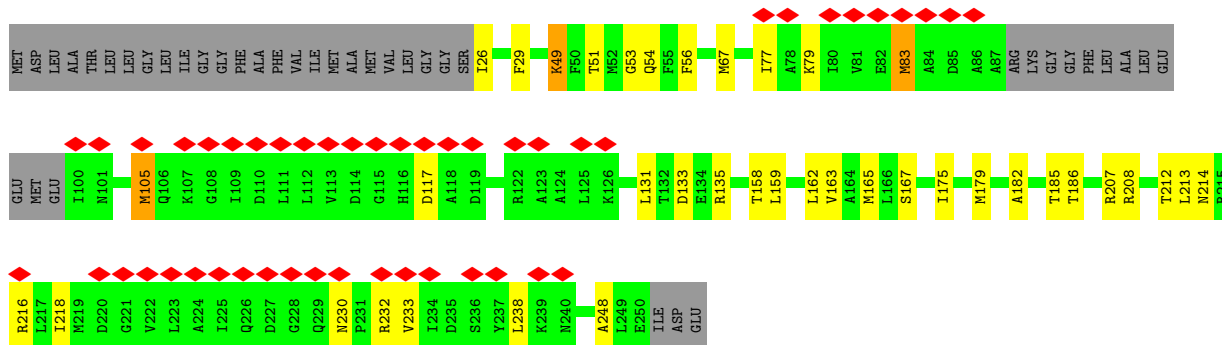 MET ASP LEU ALA THR LEU LEU GLY LEU ILE GLY GLY PHE ALA PHE VAL ILE MET ALA MET VAL LEU GLY GLY SER I26 F29 K49 F50 T51 M52 G53 Q54 F55 F56 M67 I77 A78 K79 I80 V81 E82 M83 A84 D85 A86 A87 ARG LYS GLY GLY PHE LEU ALA LEU GLU
GLU MET GLU I100 N101 M105 Q106 K107 G108 I109 D110 L111 L112 V113 D114 G115 H116 D117 A118 D119 R122 A123 A124 L125 K126 L131 T132 D133 E134 R135 T158 L159 L162 V163 A164 M165 L166 S167 I175 M179 A182 T185 T186 R207 R208 T212 L213 N214 P215
R216 L217 I218 M219 D220 G221 V222 L223 A224 I225 Q226 D227 G228 Q229 N230 P231 R232 V233 I234 D235 S236 Y237 L238 K239 N240 A248 L249 E250 ILE ASP GLU